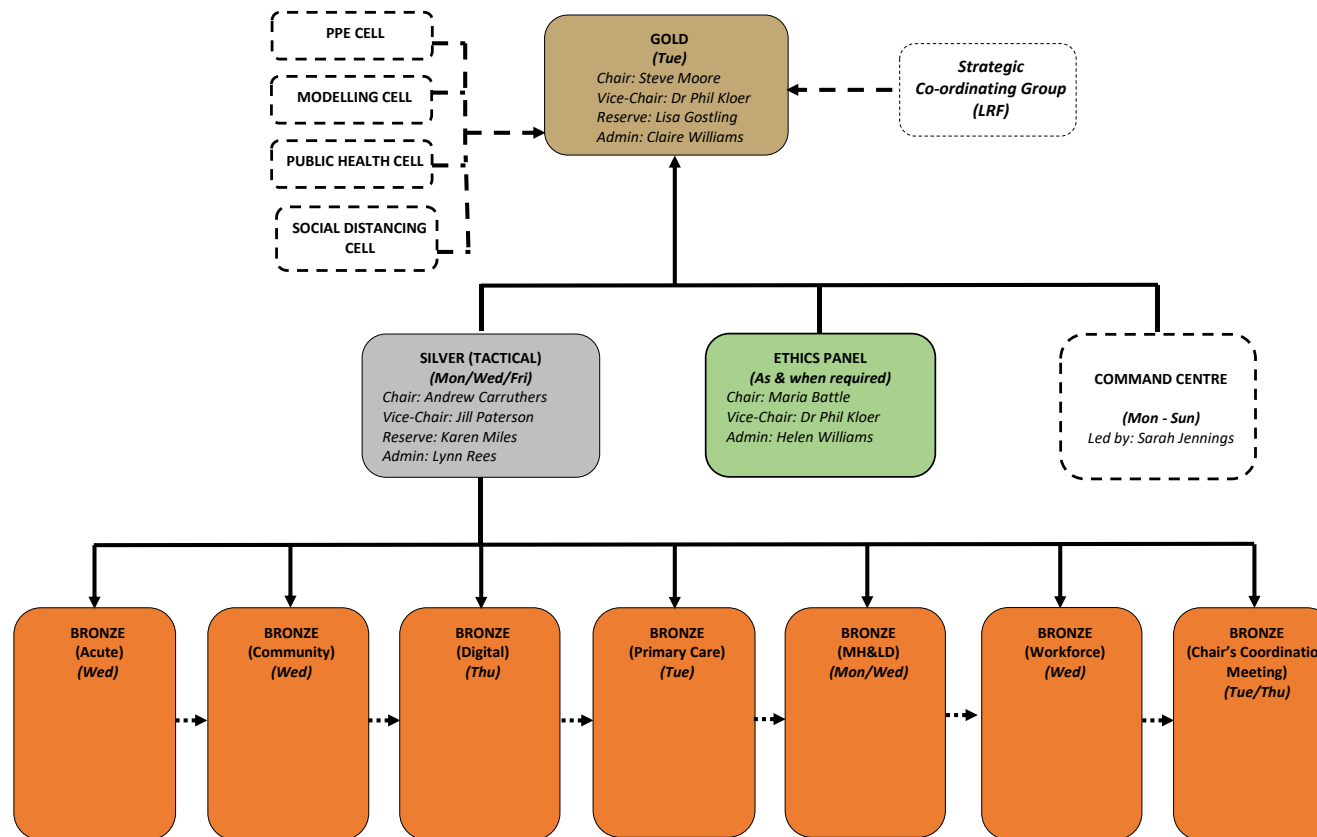 PPE CELL
MODELLING CELL
PUBLIC HEALTH CELL
SOCIAL DISTANCING
CELL
GOLD
(Tue)
Chair: Steve Moore
Vice-Chair: Dr Phil Kloer
Reserve: Lisa Gostling
Admin: Claire Williams
Strategic
Co-ordinating Group
(LRF)
SILVER (TACTICAL)
(Mon/Wed/Fri)
Chair: Andrew Carruthers
Vice-Chair: Jill Paterson
Reserve: Karen Miles
Admin: Lynn Rees
ETHICS PANEL
(As & when required)
Chair: Maria Battle
Vice-Chair: Dr Phil Kloer
Admin: Helen Williams
COMMAND CENTRE
(Mon - Sun)
Led by: Sarah Jennings
BRONZE
(Acute)
(Wed)
BRONZE
(Community)
(Wed)
BRONZE
(Digital)
(Thu)
BRONZE
(Primary Care)
(Tue)
BRONZE
(MH&LD)
(Mon/Wed)
BRONZE
(Workforce)
(Wed)
BRONZE
(Chair's Coordinatio
Meeting)
(Tue/Thu)